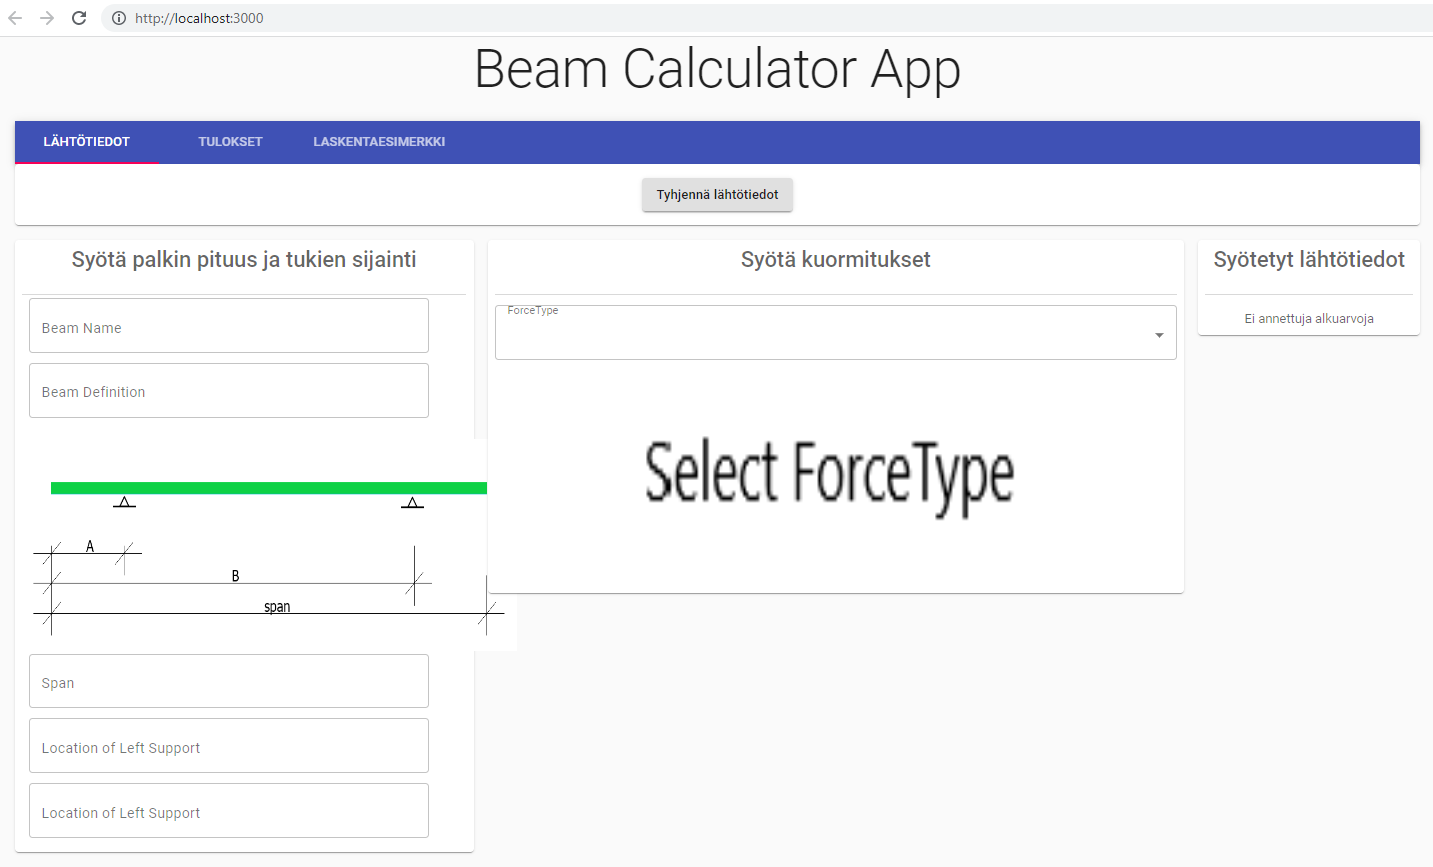 http://localhost:3000
Beam Calculator App
LÄHTÖTIEDOT TULOKSET LASKENTAESIMERKKI
Tyhjennä lähtötiedot
Syötä palkin pituus ja tukien sijainti
Beam Name
Beam Definition
A
B
span
Span
Location of Left Support
Location of Left Support
Syötä kuormitukset
ForceType
Select ForceType
Syötetyt lähtötiedot
Ei annettuja alkuarvoja